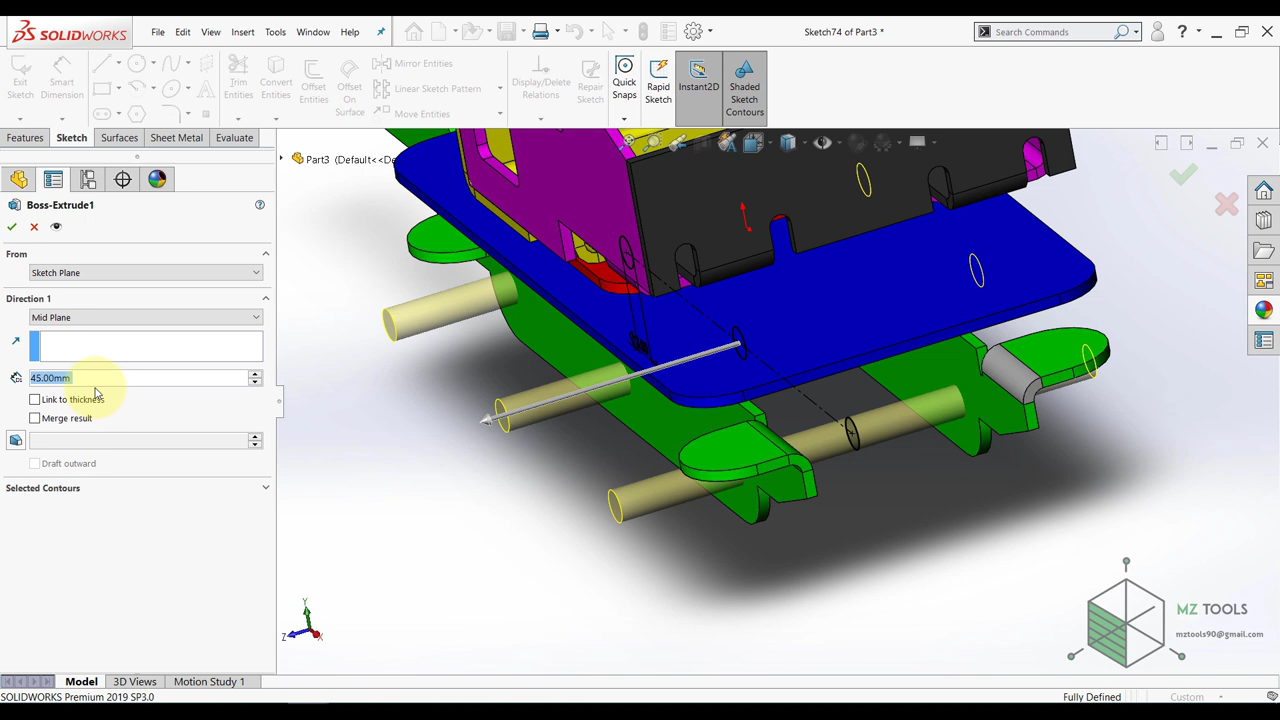 SOLIDWORKS
File Edit View Insert Tools Window Help
Sketch74 of Part3 *
Search Commands
Exit Sketch
Smart Dimension
Trim Entities
Convert Entities
Offset Entities
Offset On Surface
Mirror Entities
Linear Sketch Pattern
Move Entities
Display/Delete Relations
Repair Sketch
Quick Snaps
Rapid Sketch
Instant2D
Shaded Sketch Contours
Features Sketch Surfaces Sheet Metal Evaluate
Part3 (Default<<De
Boss-Extrude1
From
Sketch Plane
Direction 1
Mid Plane
45.00mm
Link to thickness
Merge result
Draft outward
Selected Contours
Y
Z
X
MZ TOOLS
mztools90@gmail.com
Model 3D Views Motion Study 1
SOLIDWORKS Premium 2019 SP3.0
Fully Defined
Custom